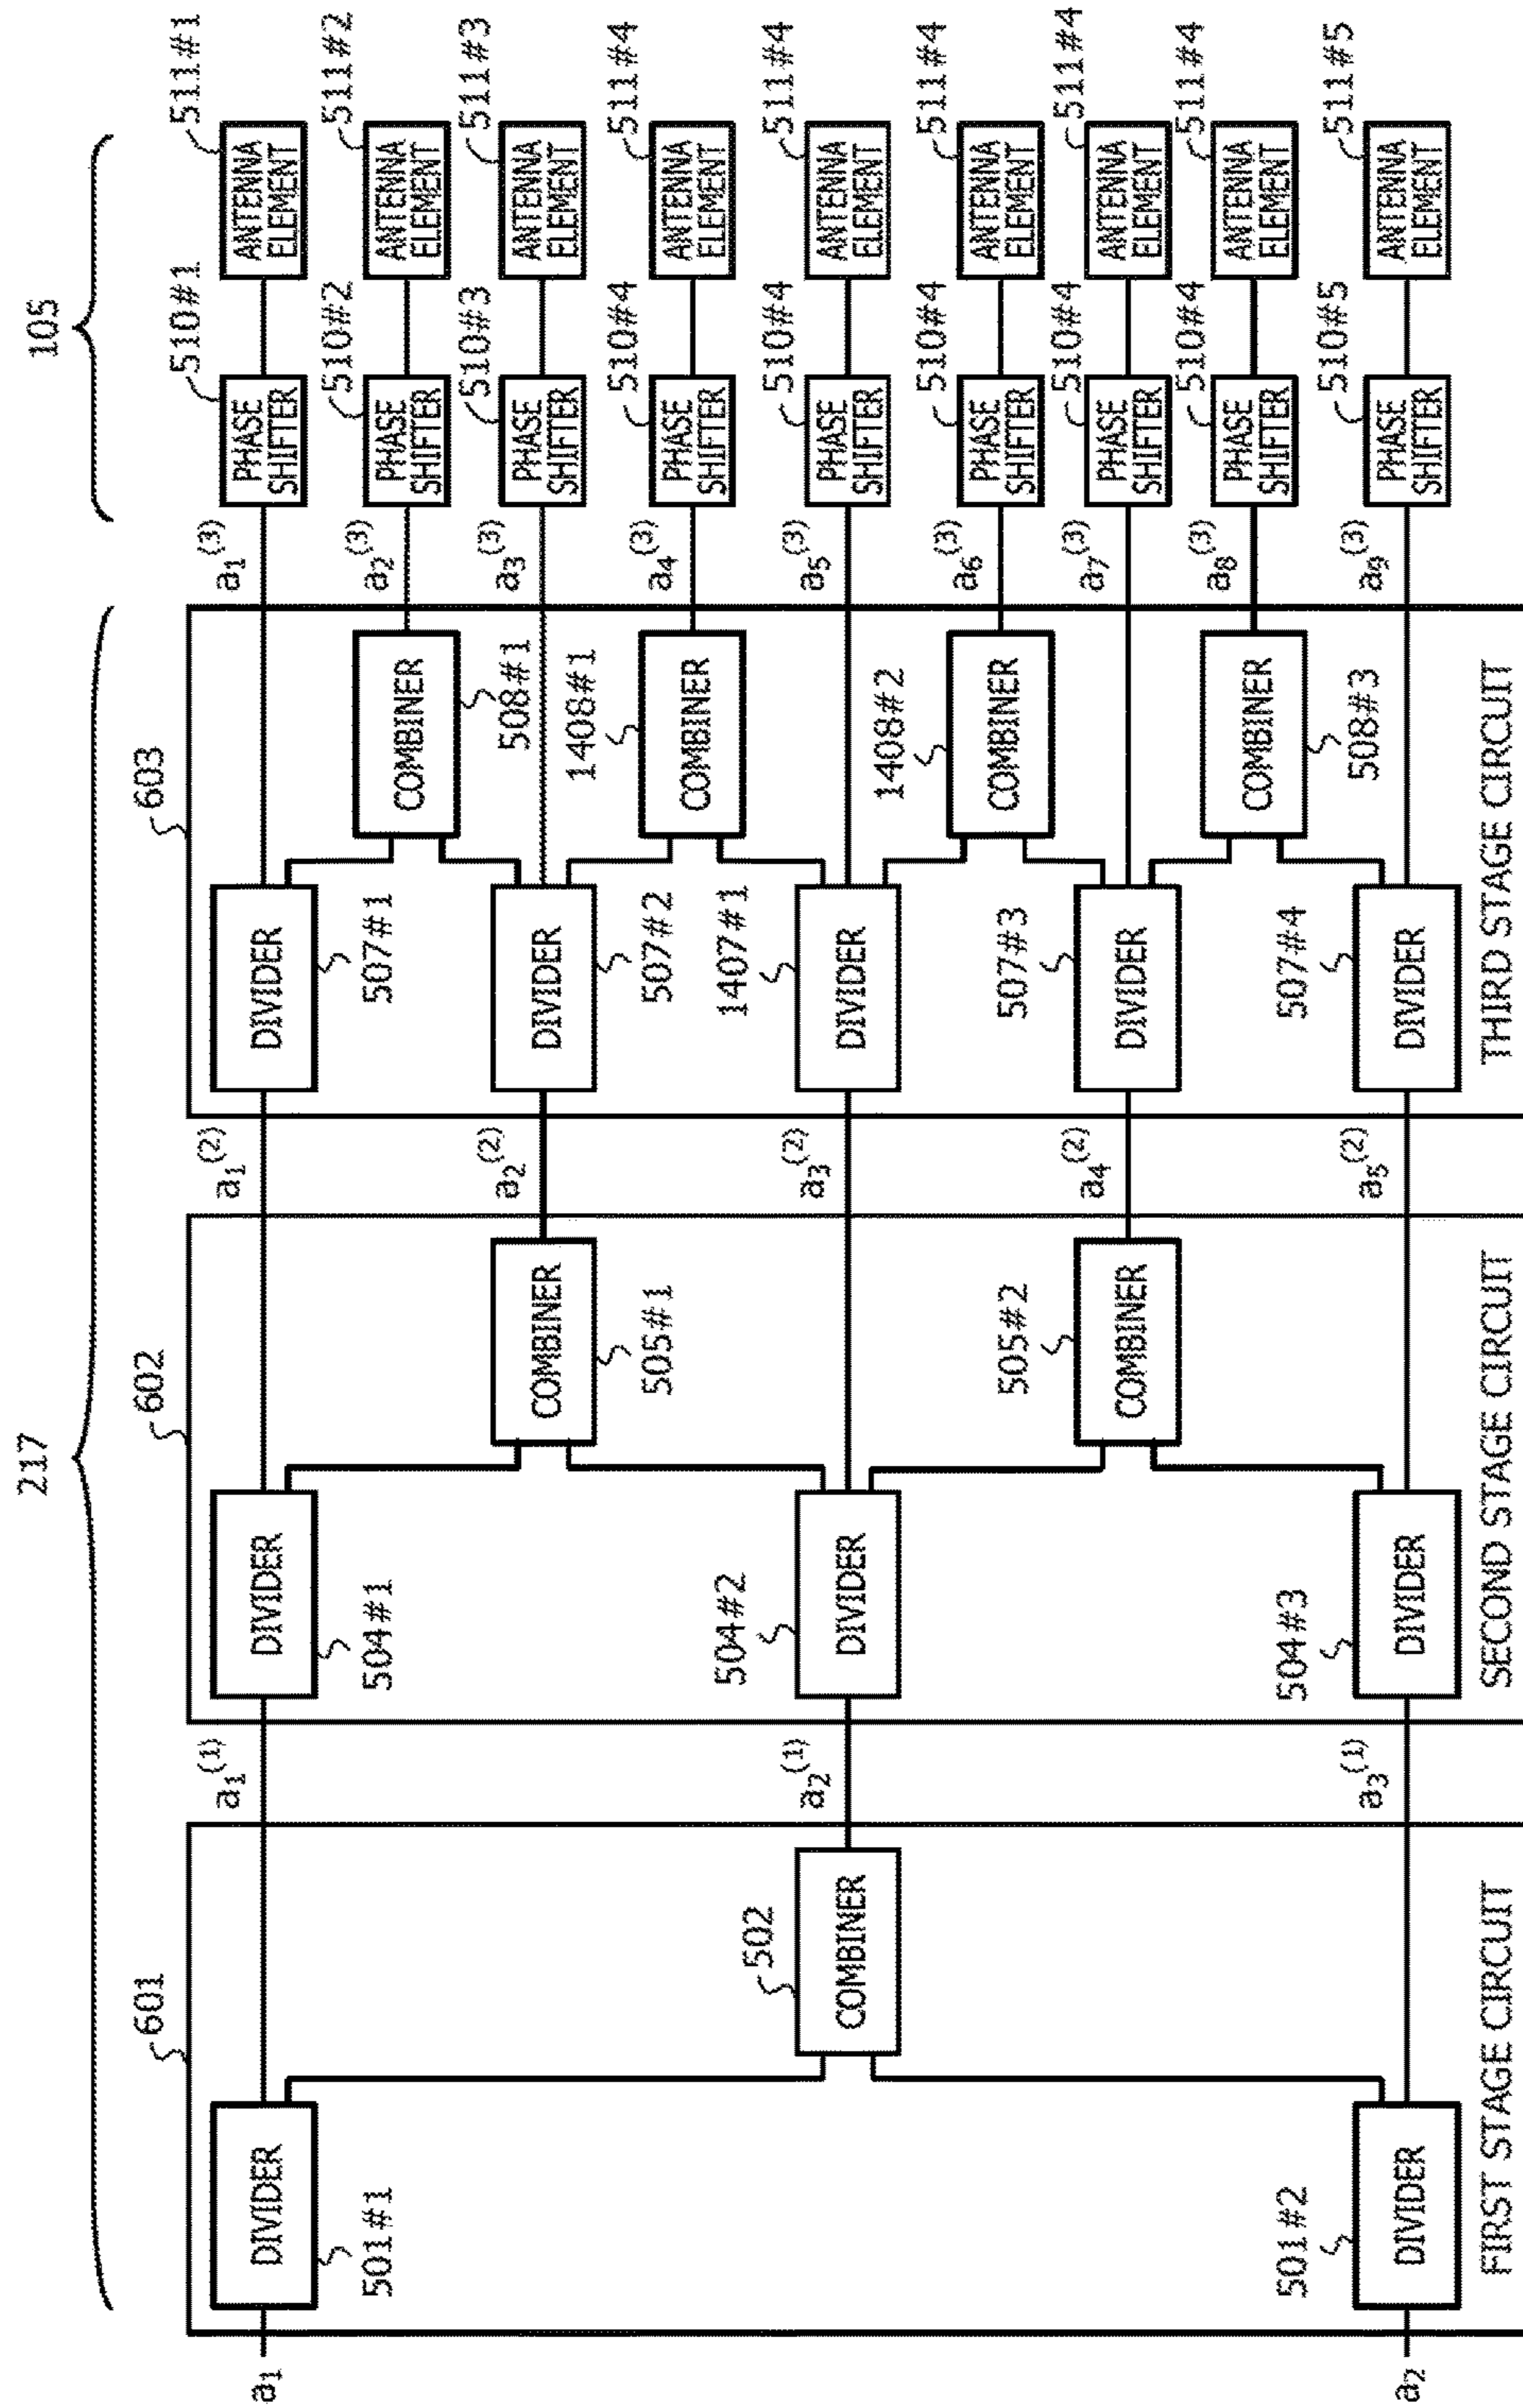 217
105
601
602
603
a1
a2
DIVIDER
501#1
DIVIDER
501#2
COMBINER
502
FIRST STAGE CIRCUIT
a1(1)
a2(1)
a3(1)
DIVIDER
504#1
DIVIDER
504#2
DIVIDER
504#3
COMBINER
505#1
COMBINER
505#2
SECOND STAGE CIRCUIT
a1(2)
a2(2)
a3(2)
a4(2)
a5(2)
DIVIDER
507#1
DIVIDER
507#2
DIVIDER
1407#1
DIVIDER
507#3
DIVIDER
507#4
COMBINER
508#1
COMBINER
1408#1
COMBINER
1408#2
COMBINER
508#3
THIRD STAGE CIRCUIT
a1(3)
a2(3)
a3(3)
a4(3)
a5(3)
a6(3)
a7(3)
a8(3)
a9(3)
PHASE
SHIFTER
510#1
PHASE
SHIFTER
510#2
PHASE
SHIFTER
510#3
PHASE
SHIFTER
510#4
PHASE
SHIFTER
510#4
PHASE
SHIFTER
510#4
PHASE
SHIFTER
510#4
PHASE
SHIFTER
510#4
PHASE
SHIFTER
510#5
ANTENNA
ELEMENT
511#1
ANTENNA
ELEMENT
511#2
ANTENNA
ELEMENT
511#3
ANTENNA
ELEMENT
511#4
ANTENNA
ELEMENT
511#4
ANTENNA
ELEMENT
511#4
ANTENNA
ELEMENT
511#4
ANTENNA
ELEMENT
511#4
ANTENNA
ELEMENT
511#5